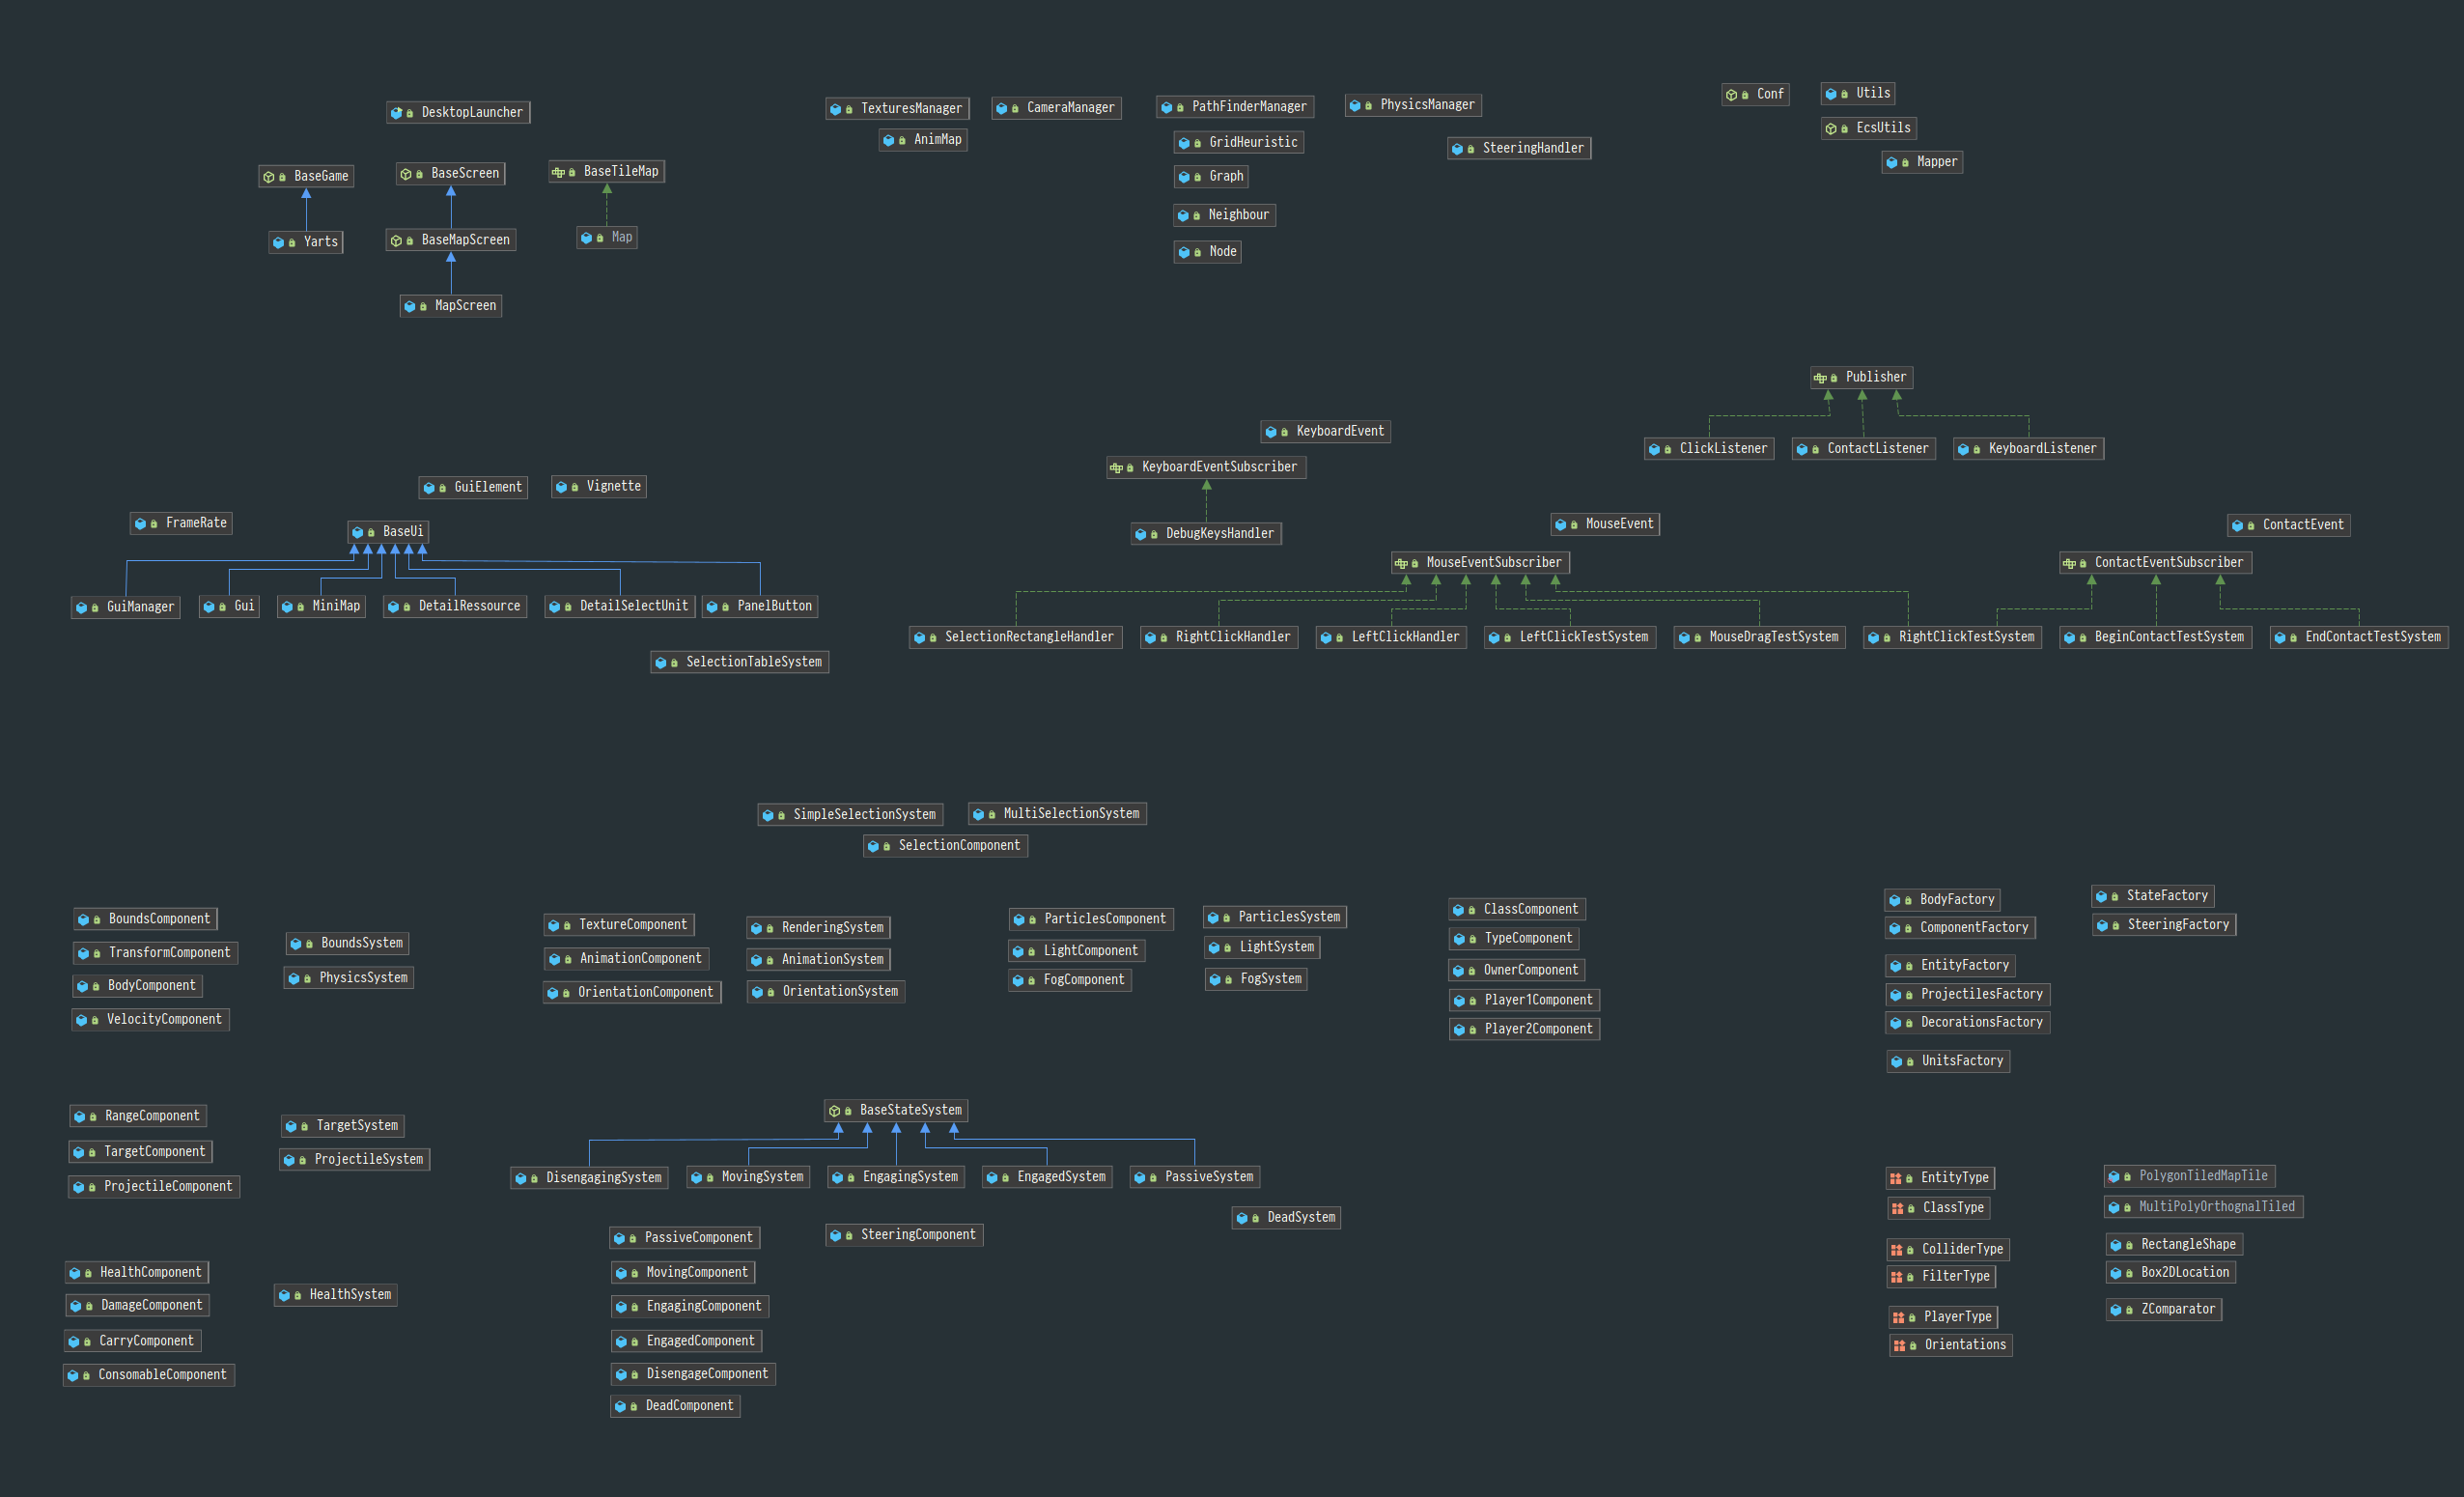 DesktopLauncher
BaseGame
BaseScreen
BaseTileMap
Yarts
BaseMapScreen
Map
MapScreen
TexturesManager
AnimMap
CameraManager
PathFinderManager
GridHeuristic
Graph
Neighbour
Node
PhysicsManager
SteeringHandler
Conf
Utils
EcsUtils
Mapper
Publisher
ClickListener
ContactListener
KeyboardListener
KeyboardEvent
KeyboardEventSubscriber
DebugKeysHandler
GuiElement
Vignette
FrameRate
BaseUi
GuiManager
Gui
MiniMap
DetailRessource
DetailSelectUnit
PanelButton
SelectionTableSystem
MouseEvent
MouseEventSubscriber
ContactEvent
ContactEventSubscriber
SelectionRectangleHandler
RightClickHandler
LeftClickHandler
LeftClickTestSystem
MouseDragTestSystem
RightClickTestSystem
BeginContactTestSystem
EndContactTestSystem
SimpleSelectionSystem
MultiSelectionSystem
SelectionComponent
BoundsComponent
TransformComponent
BodyComponent
VelocityComponent
BoundsSystem
PhysicsSystem
TextureComponent
AnimationComponent
OrientationComponent
RenderingSystem
AnimationSystem
OrientationSystem
ParticlesComponent
LightComponent
FogComponent
ParticlesSystem
LightSystem
FogSystem
ClassComponent
TypeComponent
OwnerComponent
Player1Component
Player2Component
BodyFactory
ComponentFactory
EntityFactory
ProjectilesFactory
DecorationsFactory
UnitsFactory
StateFactory
SteeringFactory
RangeComponent
TargetComponent
ProjectileComponent
TargetSystem
ProjectileSystem
BaseStateSystem
DisengagingSystem
MovingSystem
EngagingSystem
EngagedSystem
PassiveSystem
DeadSystem
PassiveComponent
MovingComponent
EngagingComponent
EngagedComponent
DisengageComponent
DeadComponent
SteeringComponent
HealthComponent
DamageComponent
CarryComponent
ConsomableComponent
HealthSystem
EntityType
ClassType
ColliderType
FilterType
PlayerType
Orientations
PolygonTiledMapTile
MultiPolyOrthognalTiled
RectangleShape
Box2DLocation
ZComparator